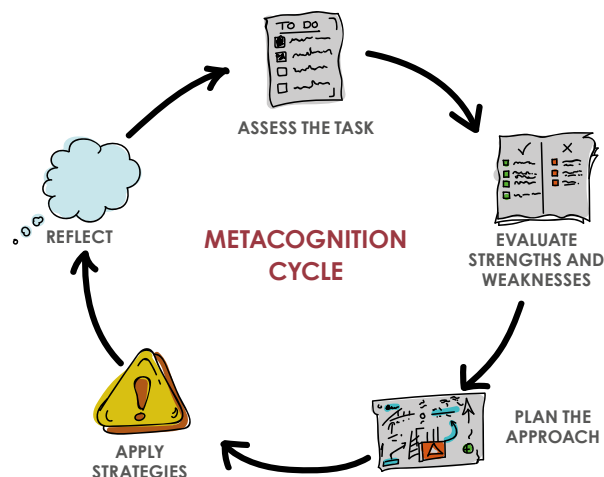 TO DO
ASSESS THE TASK
EVALUATE
STRENGTHS AND
WEAKNESSES
PLAN THE
APPROACH
APPLY
STRATEGIES
REFLECT
METACOGNITION
CYCLE